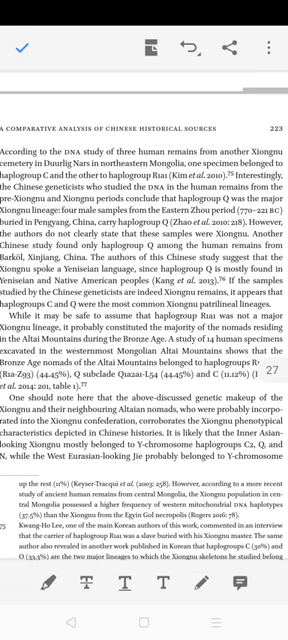 A COMPARATIVE ANALYSIS OF CHINESE HISTORICAL SOURCES 223
According to the DNA study of three human remains from another Xiongnu
cemetery in Duurlig Nars in northeastern Mongolia, one specimen belonged to
haplogroup C and the other to haplogroup R1a1 (Kim et al. 2010).75 Interestingly,
the Chinese geneticists who studied the DNA in the human remains from the
pre-Xiongnu and Xiongnu periods conclude that haplogroup Q was the major
Xiongnu lineage: four male samples from the Eastern Zhou period (770–221 BC)
buried in Pengyang, China, carry haplogroup Q (Zhao et al. 2010: 218). However,
the authors do not clearly state that these samples were Xiongnu. Another
Chinese study found only haplogroup Q among the human remains from
Barköl, Xinjiang, China. The authors of this Chinese study suggest that the
Xiongnu spoke a Yeniseian language, since haplogroup Q is mostly found in
Yeniseian and Native American peoples (Kang et al. 2013).76 If the samples
studied by the Chinese geneticists are indeed Xiongnu remains, it appears that
haplogroups C and Q were the most common Xiongnu patrilineal lineages.
While it may be safe to assume that haplogroup R1a1 was not a major
Xiongnu lineage, it probably constituted the majority of the nomads residing
in the Altai Mountains during the Bronze Age. A study of 14 human specimens
excavated in the westernmost Mongolian Altai Mountains shows that the
Bronze Age nomads of the Altai Mountains belonged to haplogroups R1
(R1a-Z93) (44.45%), Q subclade Q1a2a1-L54 (44.45%) and C (11.12%) (
et al. 2014: 201, table 1).77
27
One should note here that the above-discussed genetic makeup of the
Xiongnu and their neighbouring Altaian nomads, who were probably incorpo-
rated into the Xiongnu confederation, corroborates the Xiongnu phenotypical
characteristics depicted in Chinese histories. It is likely that the Inner Asian-
looking Xiongnu mostly belonged to Y-chromosome haplogroups C2, Q, and
N, while the West Eurasian-looking Jie probably belonged to Y-chromosome
up the rest (11%) (Keyser-Tracqui et al. (2003: 258). However, according to a more recent
study of ancient human remains from central Mongolia, the Xiongnu population in cen-
tral Mongolia possessed a higher frequency of western mitochondrial DNA haplotypes
(37.5%) than the Xiongnu from the Egyin Gol necropolis (Rogers 2016: 78).
75 Kwang-Ho Lee, one of the main Korean authors of this work, commented in an interview
that the carrier of haplogroup R1a1 was a slave buried with his Xiongnu master. The same
author also revealed in another work published in Korean that haplogroups C (30%) and
Q (33.3%) are the two major lineages to which the Xiongnu skeletons he studied belong